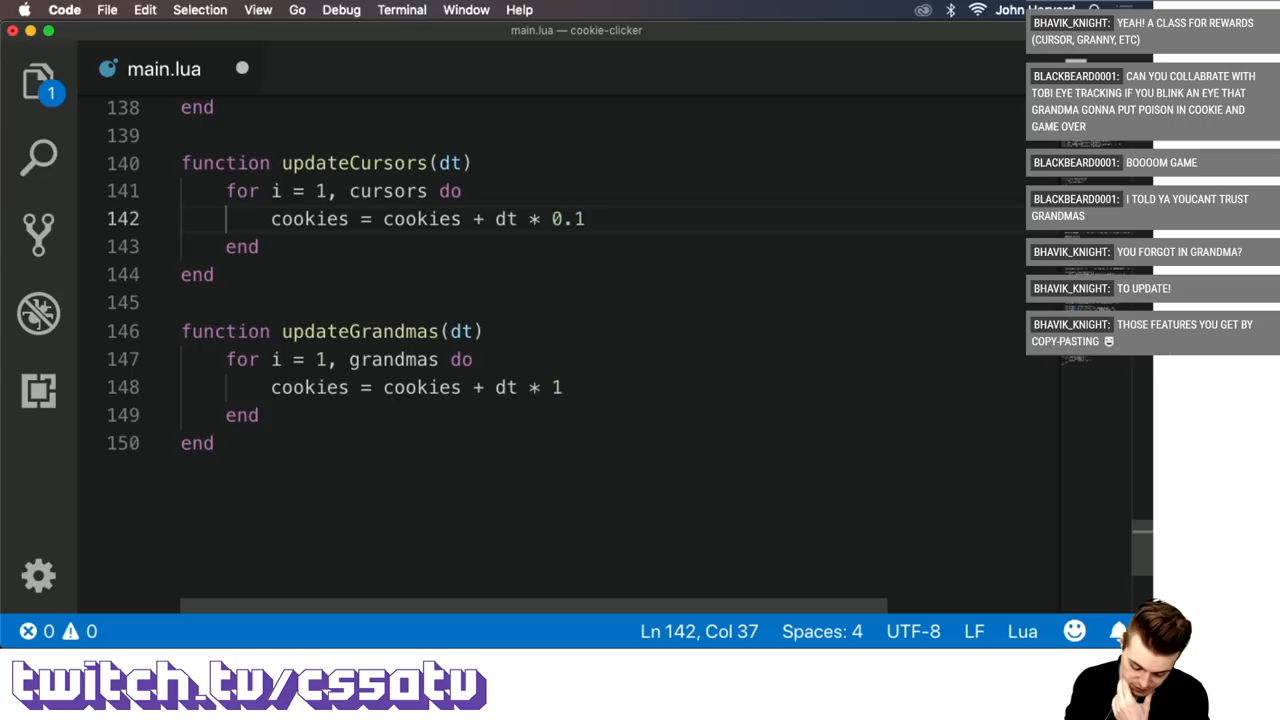 Code File Edit Selection View Go Debug Terminal Window Help
main.lua — cookie-clicker
main.lua
1
138 end
139
140 function updateCursors(dt)
141 for i = 1, cursors do
142 cookies = cookies + dt * 0.1
143 end
144 end
145
146 function updateGrandmas(dt)
147 for i = 1, grandmas do
148 cookies = cookies + dt * 1
149 end
150 end
0 0 Ln 142, Col 37 Spaces: 4 UTF-8 LF Lua
twitch.tv/cs50tv
BHAVIK_KNIGHT: YEAH! A CLASS FOR REWARDS
(CURSOR, GRANNY, ETC)
BLACKBEARD0001: CAN YOU COLLABRATE WITH
TOBI EYE TRACKING IF YOU BLINK AN EYE THAT
GRANDMA GONNA PUT POISON IN COOKIE AND
GAME OVER
BLACKBEARD0001: BOOOOM GAME
BLACKBEARD0001: I TOLD YA YOUCANT TRUST
GRANDMAS
BHAVIK_KNIGHT: YOU FORGOT IN GRANDMA?
BHAVIK_KNIGHT: TO UPDATE!
BHAVIK_KNIGHT: THOSE FEATURES YOU GET BY
COPY-PASTING